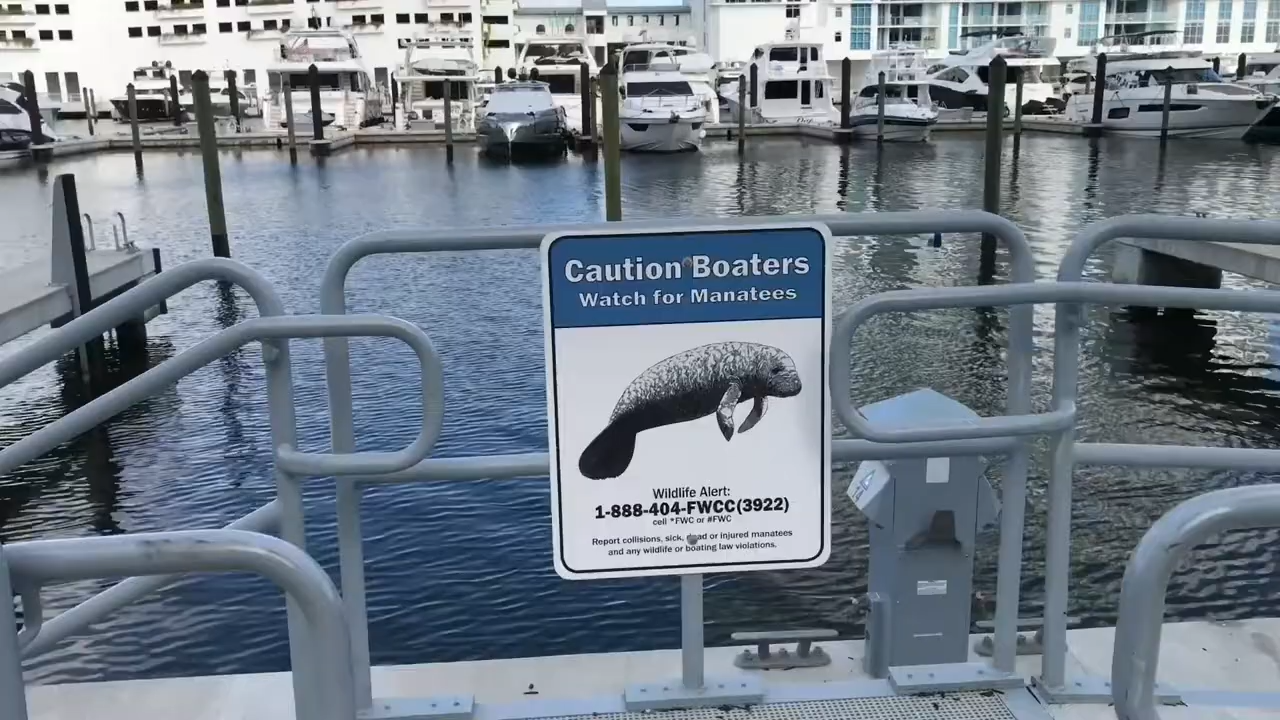 Caution Boaters
Watch for Manatees
Wildlife Alert:
1-888-404-FWCC(3922)
cell *FWC or #FWC
Report collisions, sick, dead or injured manatees
and any wildlife or boating law violations.